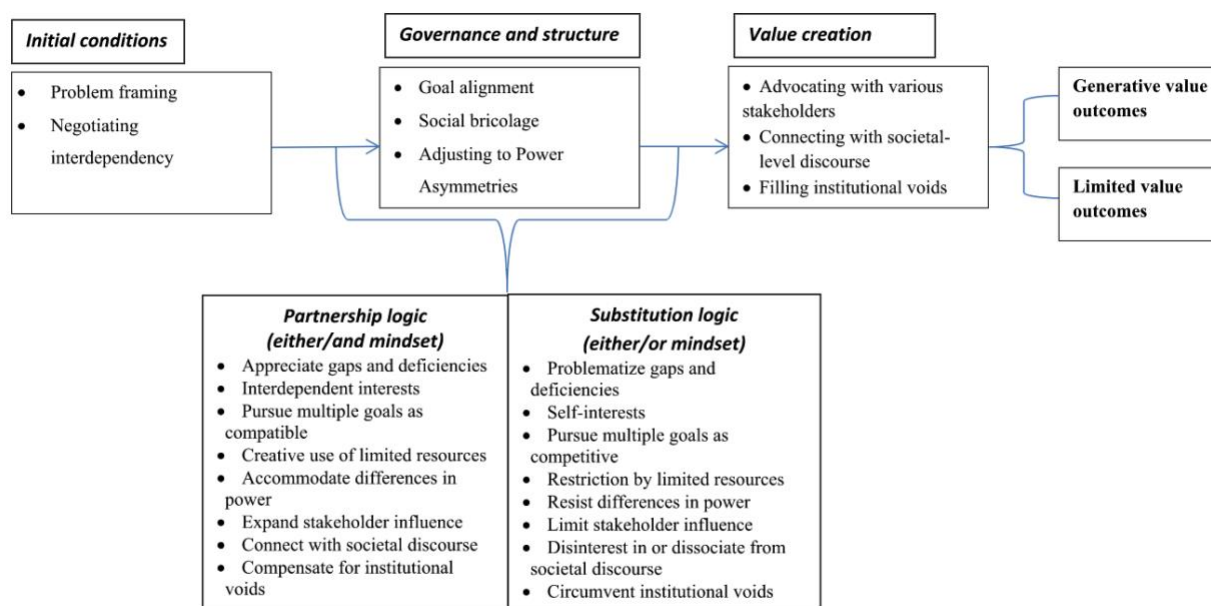 Initial conditions
• Problem framing
• Negotiating
interdependency
Governance and structure
• Goal alignment
• Social bricolage
• Adjusting to Power
Asymmetries
Value creation
• Advocating with various
stakeholders
• Connecting with societal-
level discourse
• Filling institutional voids
Generative value
outcomes
Limited value
outcomes
Partnership logic
(either/and mindset)
• Appreciate gaps and deficiencies
• Interdependent interests
• Pursue multiple goals as
compatible
• Creative use of limited resources
• Accommodate differences in
power
• Expand stakeholder influence
• Connect with societal discourse
• Compensate for institutional
voids
Substitution logic
(either/or mindset)
• Problematize gaps and
deficiencies
• Self-interests
• Pursue multiple goals as
competitive
• Restriction by limited resources
• Resist differences in power
• Limit stakeholder influence
• Disinterest in or dissociate from
societal discourse
• Circumvent institutional voids